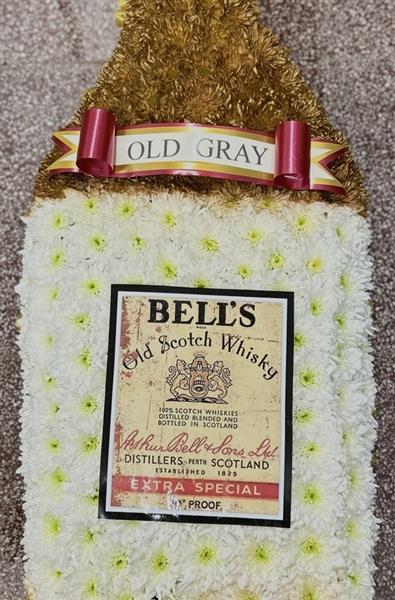 OLD GRAY
BELL'S
Old Scotch Whisky
100% SCOTCH WHISKIES
DISTILLED BLENDED AND
BOTTLED IN SCOTLAND
Arthur Bell & Sons Ltd.
DISTILLERS PERTH SCOTLAND
ESTABLISHED 1825
EXTRA SPECIAL
PROOF